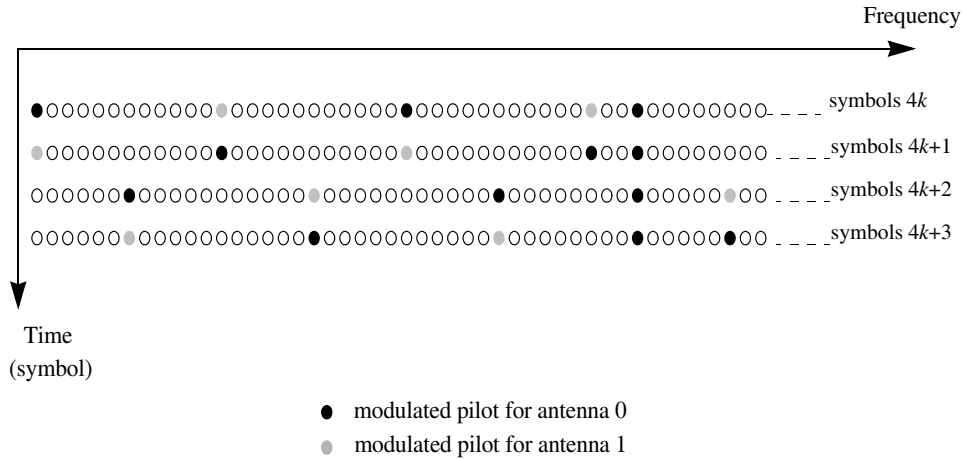 Frequency
symbols 4k
symbols 4k+1
symbols 4k+2
symbols 4k+3
Time
(symbol)
modulated pilot for antenna 0
modulated pilot for antenna 1